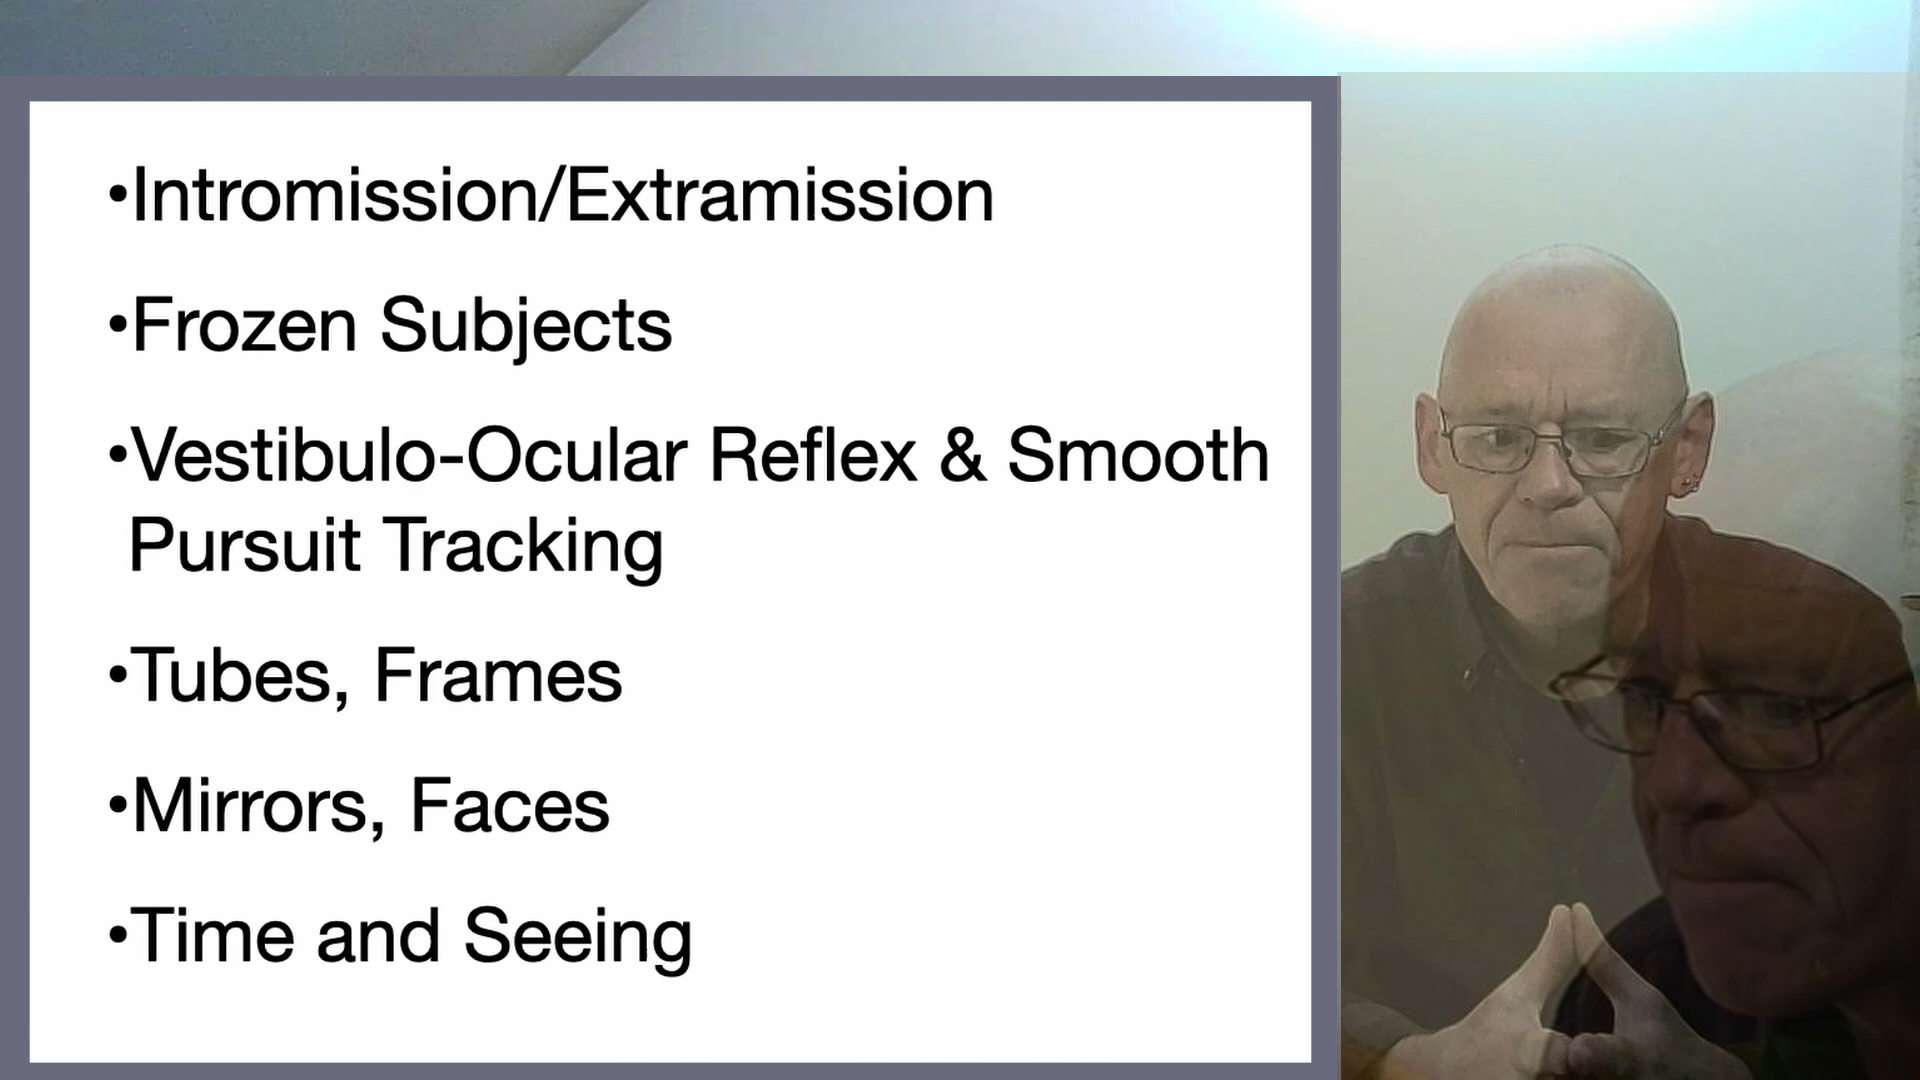 •Intromission/Extramission
•Frozen Subjects
•Vestibulo-Ocular Reflex & Smooth
Pursuit Tracking
•Tubes, Frames
•Mirrors, Faces
•Time and Seeing